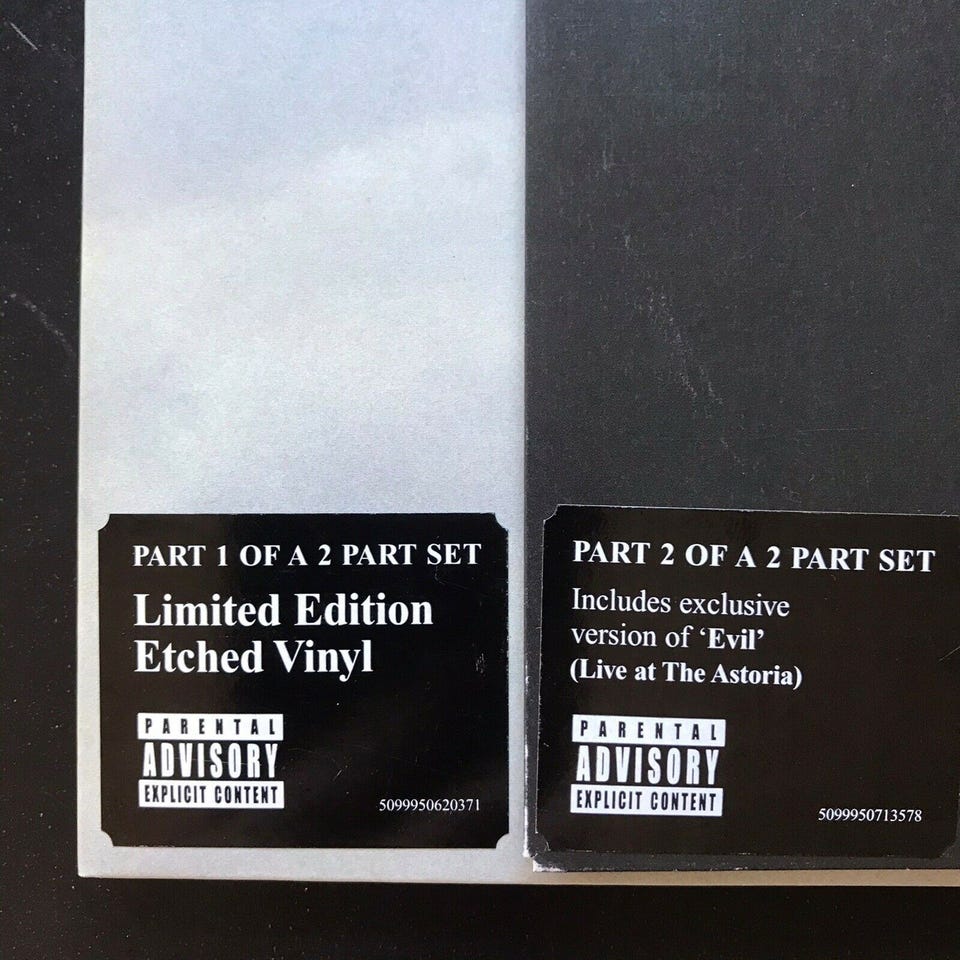 PART 1 OF A 2 PART SET
Limited Edition
Etched Vinyl
PARENTAL
ADVISORY
EXPLICIT CONTENT
5099950620371
PART 2 OF A 2 PART SET
Includes exclusive
version of ‘Evil’
(Live at The Astoria)
PARENTAL
ADVISORY
EXPLICIT CONTENT
5099950713578